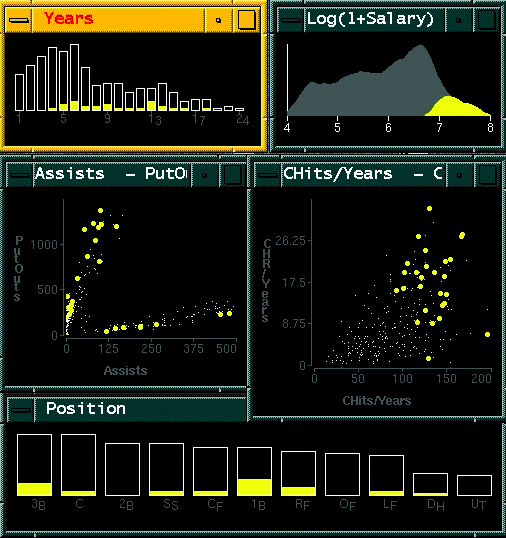 Years
1 5 9 13 17 24
Log(1+Salary)
4 5 6 7 8
Assists - PutOu
PutOuts
1000
500
0
0 125 250 375 500
Assists
CHits/Years - C
CHR/Years
26.25
17.5
8.75
0
0 50 100 150 200
CHits/Years
Position
3B C 2B SS CF 1B RF OF LF DH UT